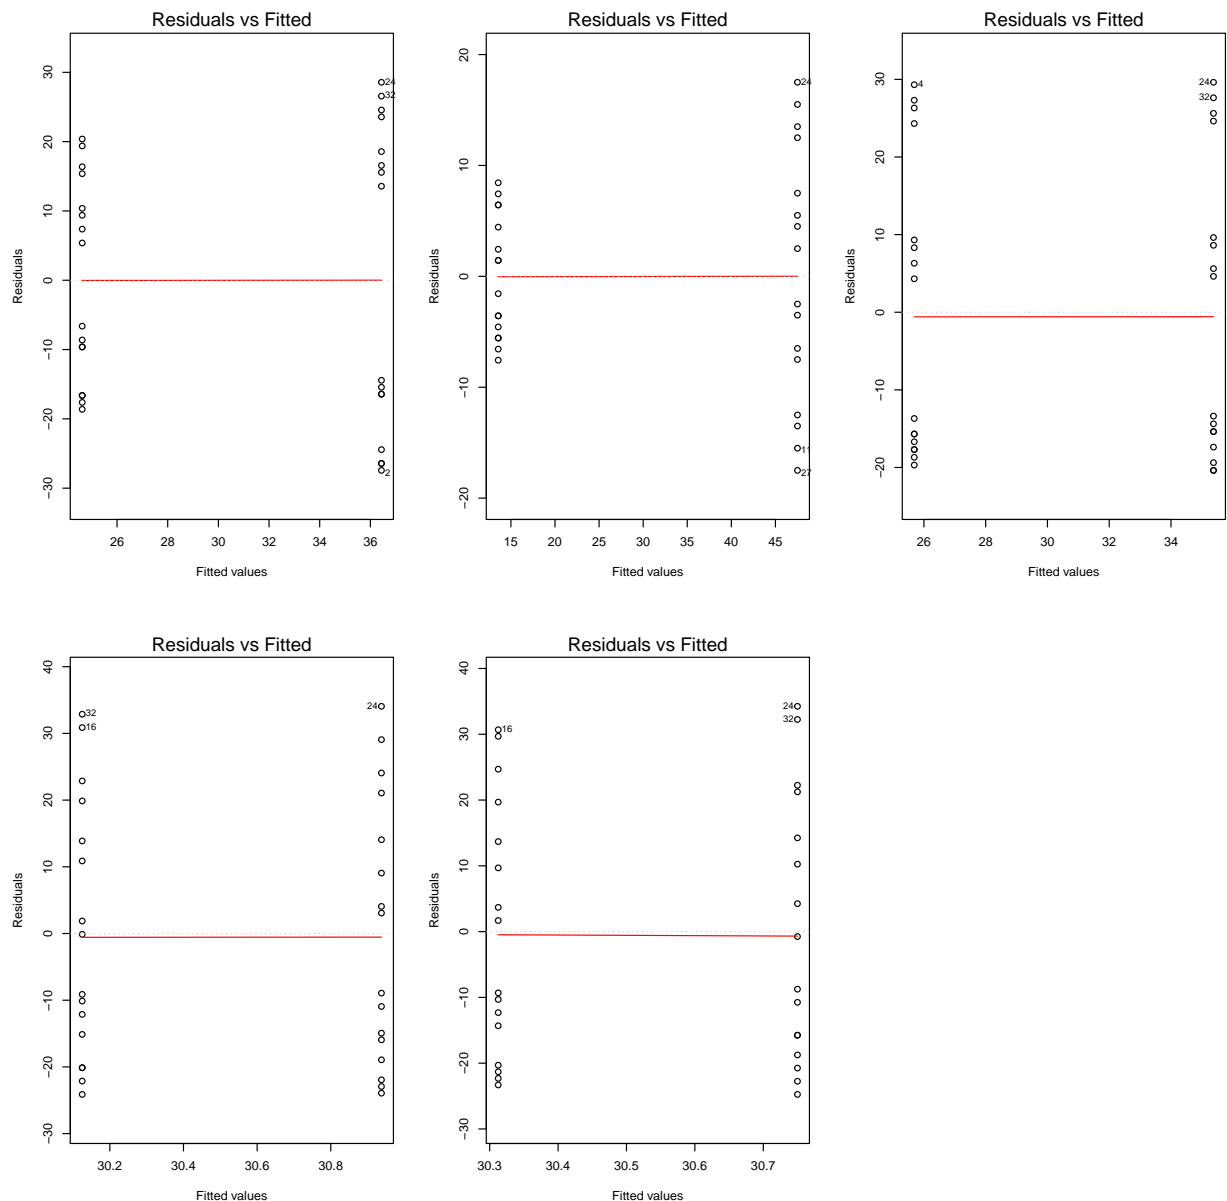 Residuals vs Fitted
Residuals
30
20
10
0
−10
−20
−30
24
32
2
26 28 30 32 34 36
Fitted values
Residuals vs Fitted
Residuals
20
10
0
−10
−20
24
11
27
15 20 25 30 35 40 45
Fitted values
Residuals vs Fitted
Residuals
30
20
10
0
−10
−20
4
24
32
26 28 30 32 34
Fitted values
Residuals vs Fitted
Residuals
40
30
20
10
0
−10
−20
−30
32
16
24
30.2 30.4 30.6 30.8
Fitted values
Residuals vs Fitted
Residuals
40
30
20
10
0
−10
−20
−30
16
24
32
30.3 30.4 30.5 30.6 30.7
Fitted values